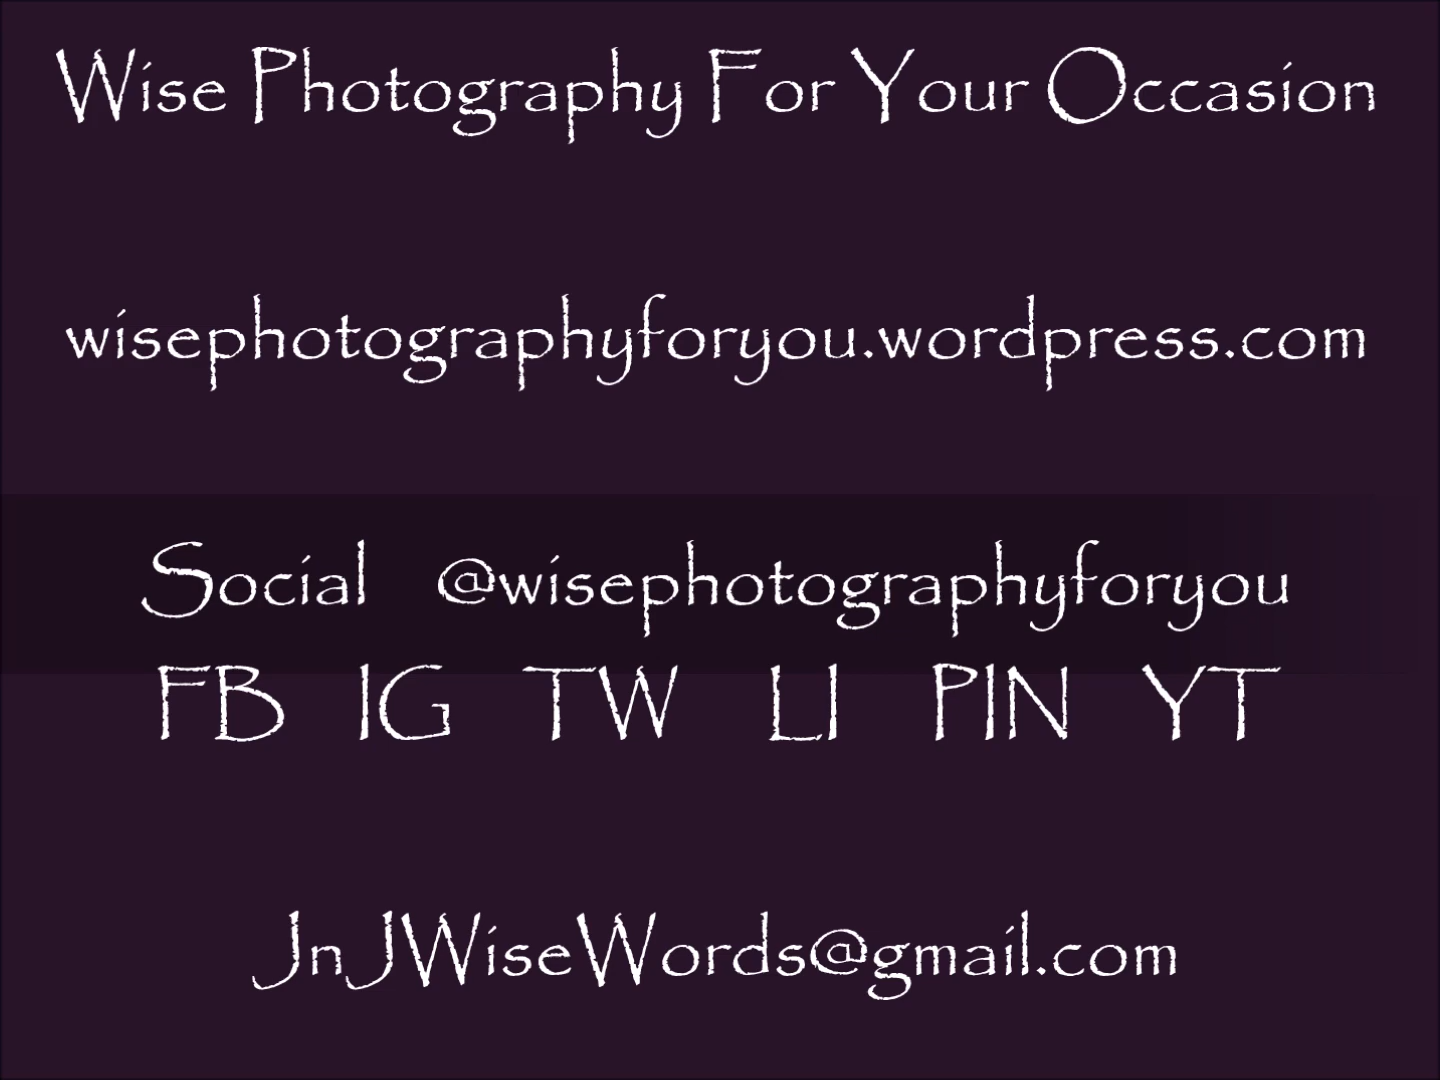 Wise Photography For Your Occasion
wisephotographyforyou.wordpress.com
Social @wisephotographyforyou
FB IG TW LI PIN YT
JnJWiseWords@gmail.com